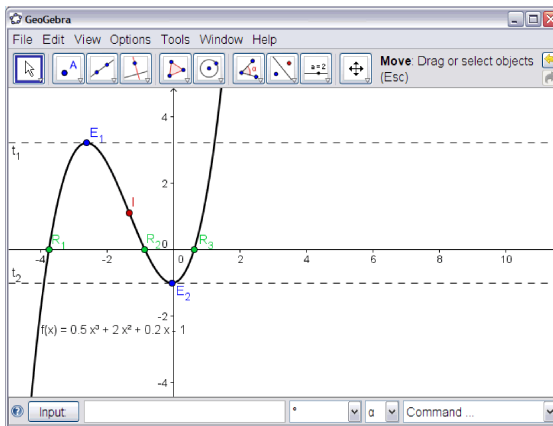 GeoGebra
File Edit View Options Tools Window Help
A
α
a=2
Move: Drag or select objects
(Esc)
4
E₁
t₁
2
I
0
R₁
R₂
R₃
-4
-2
0
2
4
6
8
10
t₂
E₂
-2
f(x) = 0.5 x³ + 2 x² + 0.2 x - 1
-4
Input:
°
α
Command ...